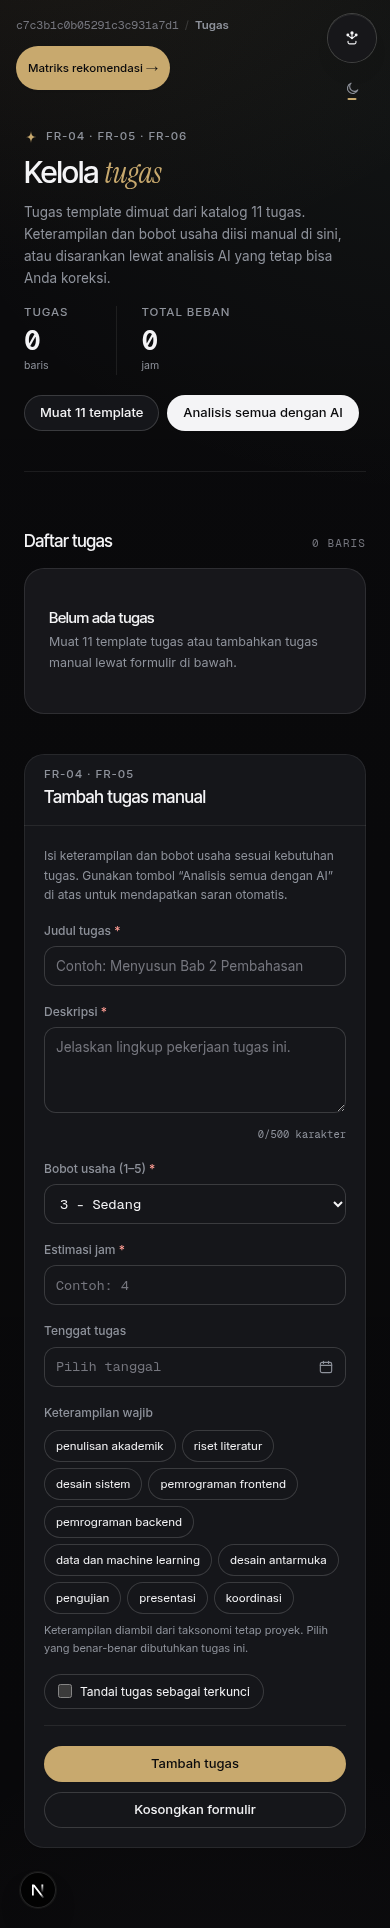 c7c3b1c0b05291c3c931a7d1 / Tugas
Matriks rekomendasi →
FR-04 · FR-05 · FR-06
Kelola tugas
Tugas template dimuat dari katalog 11 tugas.
Keterampilan dan bobot usaha diisi manual di sini,
atau disarankan lewat analisis AI yang tetap bisa
Anda koreksi.
TUGAS
0
baris
TOTAL BEBAN
0
jam
Muat 11 template
Analisis semua dengan AI
Daftar tugas
0 BARIS
Belum ada tugas
Muat 11 template tugas atau tambahkan tugas
manual lewat formulir di bawah.
FR-04 · FR-05
Tambah tugas manual
Isi keterampilan dan bobot usaha sesuai kebutuhan
tugas. Gunakan tombol “Analisis semua dengan AI”
di atas untuk mendapatkan saran otomatis.
Judul tugas *
Contoh: Menyusun Bab 2 Pembahasan
Deskripsi *
Jelaskan lingkup pekerjaan tugas ini.
0/500 karakter
Bobot usaha (1–5) *
3 - Sedang
Estimasi jam *
Contoh: 4
Tenggat tugas
Pilih tanggal
Keterampilan wajib
penulisan akademik
riset literatur
desain sistem
pemrograman frontend
pemrograman backend
data dan machine learning
desain antarmuka
pengujian
presentasi
koordinasi
Keterampilan diambil dari taksonomi tetap proyek. Pilih
yang benar-benar dibutuhkan tugas ini.
Tandai tugas sebagai terkunci
Tambah tugas
Kosongkan formulir
N